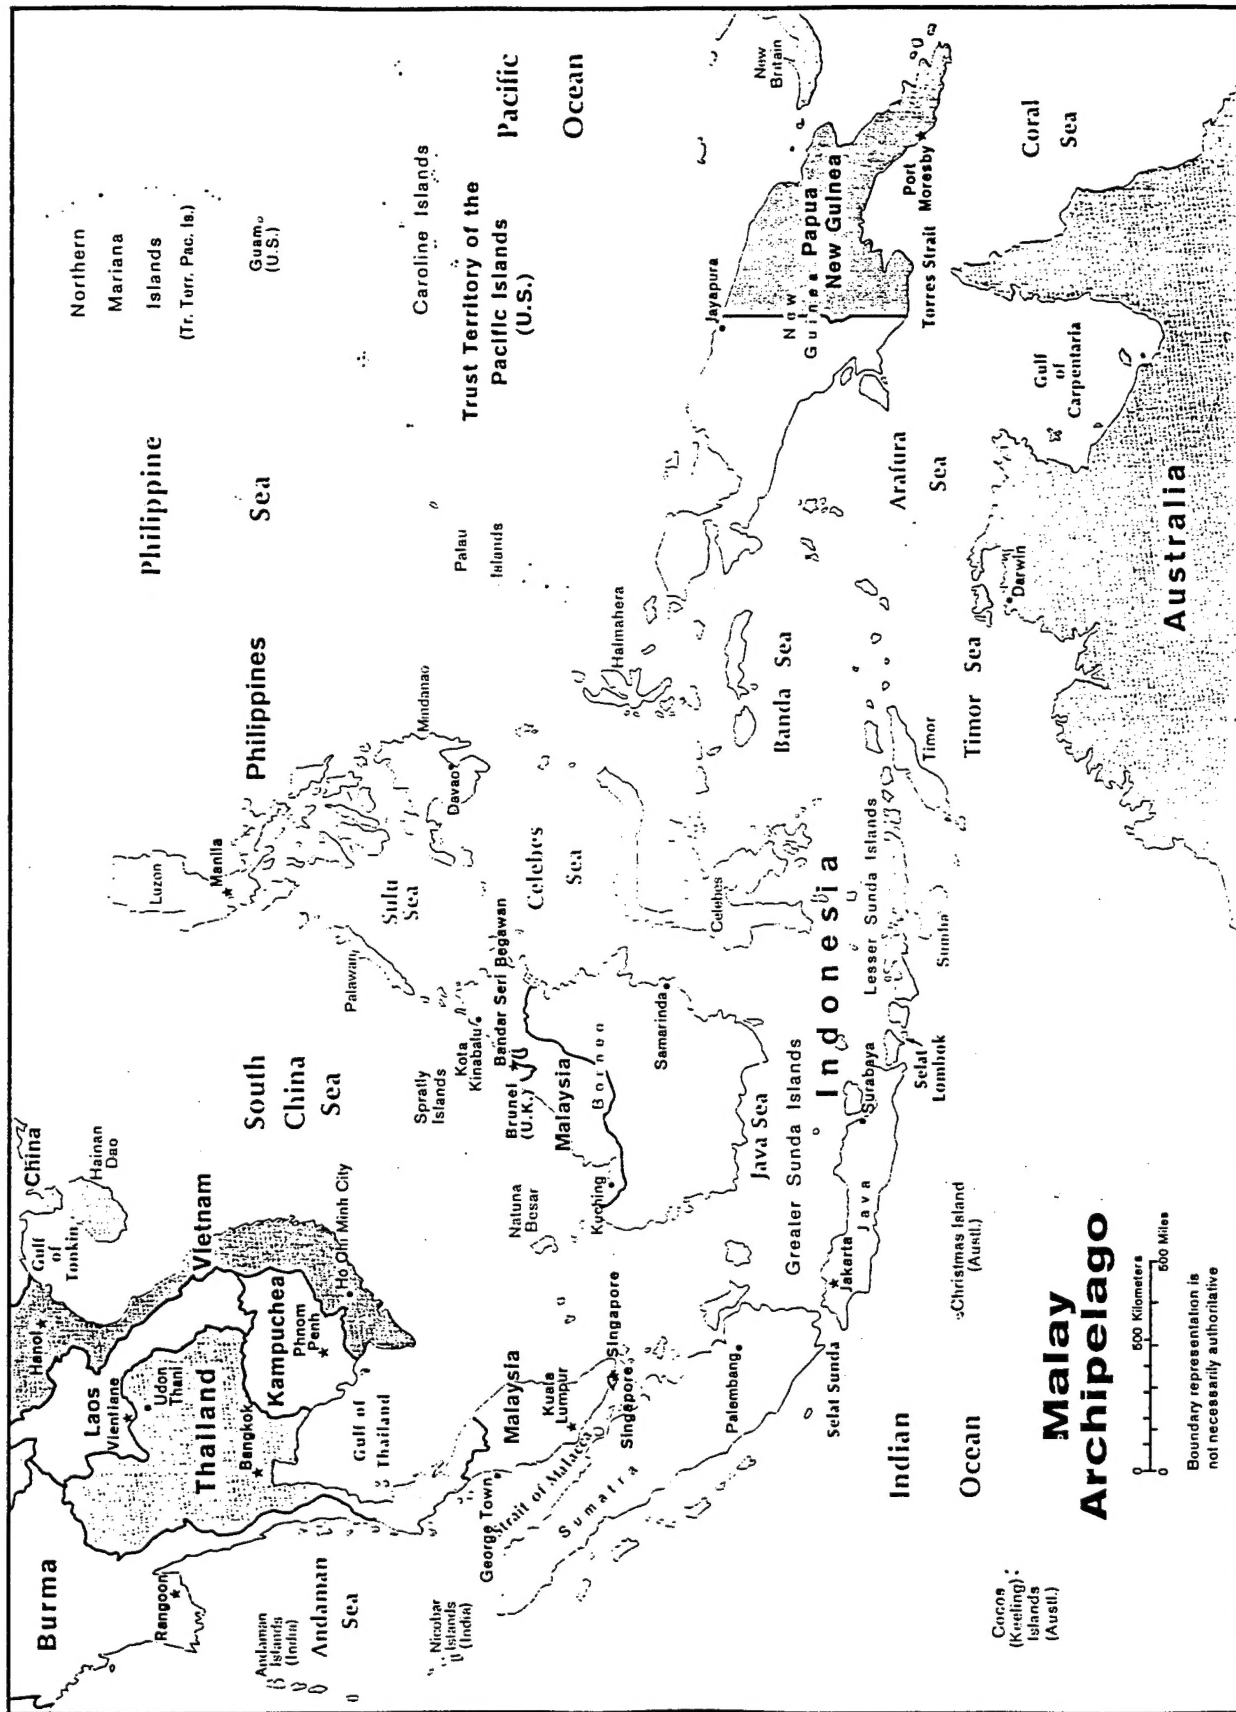 Burma
Rangoon
Andaman
Islands
(India)
Andaman
Sea
Nicobar
Islands
(India)
Cocos
(Keeling)
Islands
(Austl.)
Hanoi
Laos
Vientiane
Udon
Thani
Thailand
Bangkok
Kampuchea
Phnom
Penh
Gulf of
Thailand
Ho Chi Minh City
Vietnam
Gulf
of
Tonkin
China
Hainan
Dao
South
China
Sea
Spratly
Islands
Natuna
Besar
Malaysia
Kuala
Lumpur
George Town
Strait of Malacca
Sumatra
Singapore
Singapore
Palembang
Selat Sunda
Indian
Ocean
Christmas Island
(Austl.)
Jakarta
Java
Surabaya
Selat
Lombok
Greater Sunda Islands
Java Sea
Kuching
Borneo
Malaysia
Brunei
(U.K.)
Bandar Seri Begawan
Kota
Kinabalu
Samarinda
Indonesia
Lesser Sunda Islands
Sumba
Timor
Celebes
Celebes
Sea
Sulu
Sea
Palawan
Luzon
Manila
Philippines
Mindanao
Davao
Philippine
Sea
Palau
Islands
Halmahera
Banda Sea
Timor Sea
Darwin
Arafura
Sea
Australia
Gulf
of
Carpentaria
Torres Strait
Coral
Sea
Port
Moresby
Papua
New Guinea
New
Guinea
Jayapura
New
Britain
Pacific
Ocean
Trust Territory of the
Pacific Islands
(U.S.)
Caroline Islands
Guam
(U.S.)
Northern
Mariana
Islands
(Tr. Terr. Pac. Is.)
Malay
Archipelago
0 500 Kilometers
0 500 Miles
Boundary representation is
not necessarily authoritative